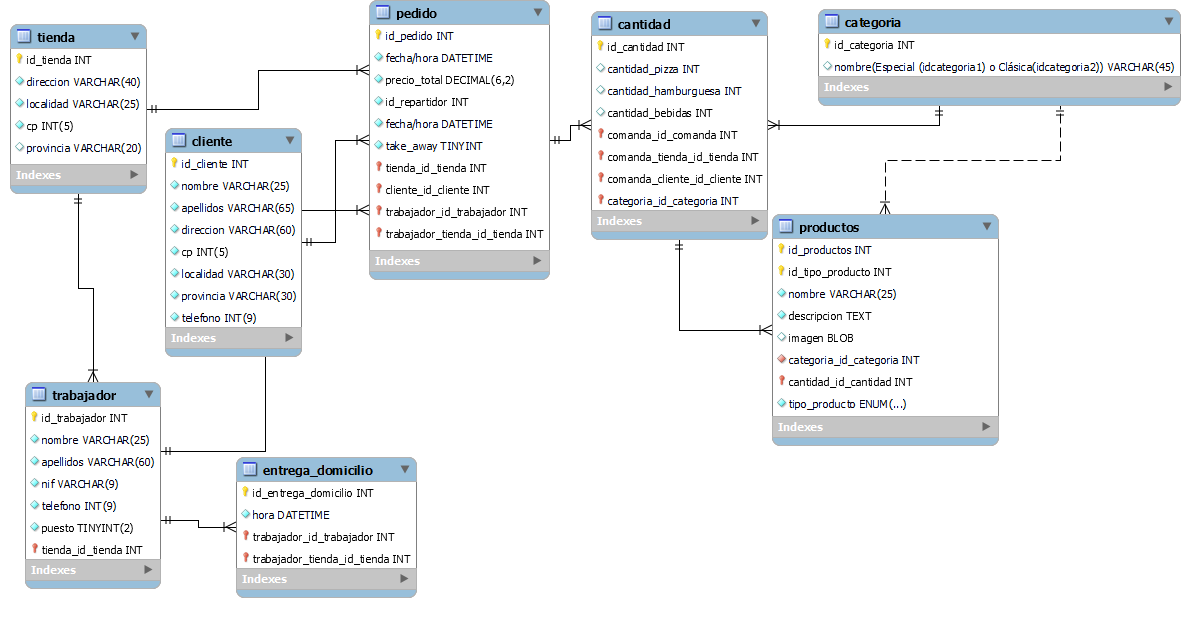 tienda
id_tienda INT
direccion VARCHAR(40)
localidad VARCHAR(25)
cp INT(5)
provincia VARCHAR(20)
Indexes
cliente
id_cliente INT
nombre VARCHAR(25)
apellidos VARCHAR(65)
direccion VARCHAR(60)
cp INT(5)
localidad VARCHAR(30)
provincia VARCHAR(30)
telefono INT(9)
Indexes
pedido
id_pedido INT
fecha/hora DATETIME
precio_total DECIMAL(6,2)
id_repartidor INT
fecha/hora DATETIME
take_away TINYINT
tienda_id_tienda INT
cliente_id_cliente INT
trabajador_id_trabajador INT
trabajador_tienda_id_tienda INT
Indexes
cantidad
id_cantidad INT
cantidad_pizza INT
cantidad_hamburguesa INT
cantidad_bebidas INT
comanda_id_comanda INT
comanda_tienda_id_tienda INT
comanda_cliente_id_cliente INT
categoria_id_categoria INT
Indexes
categoria
id_categoria INT
nombre(Especial (idcategoria1) o Clásica(idcategoria2)) VARCHAR(45)
Indexes
productos
id_productos INT
id_tipo_producto INT
nombre VARCHAR(25)
descripcion TEXT
imagen BLOB
categoria_id_categoria INT
cantidad_id_cantidad INT
tipo_producto ENUM(...)
Indexes
trabajador
id_trabajador INT
nombre VARCHAR(25)
apellidos VARCHAR(60)
nif VARCHAR(9)
telefono INT(9)
puesto TINYINT(2)
tienda_id_tienda INT
Indexes
entrega_domicilio
id_entrega_domicilio INT
hora DATETIME
trabajador_id_trabajador INT
trabajador_tienda_id_tienda INT
Indexes